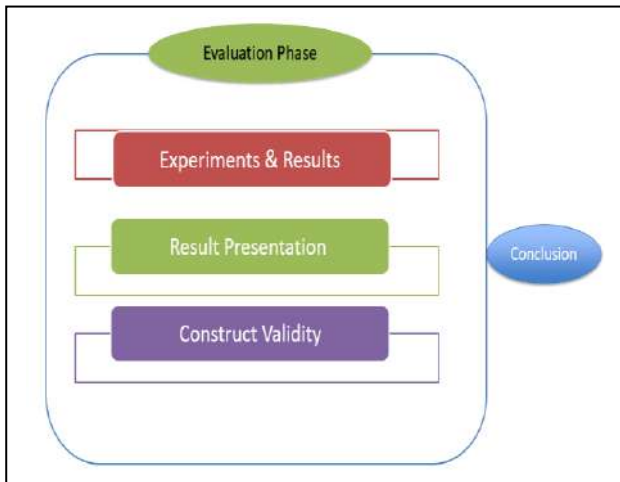 Evaluation Phase
Experiments & Results
Result Presentation
Conclusion
Construct Validity